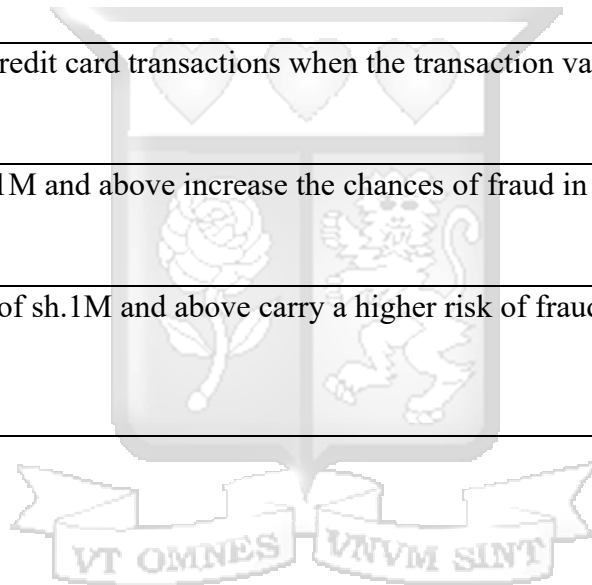 redit card transactions when the transaction va
1M and above increase the chances of fraud in
of sh.1M and above carry a higher risk of fraud
VT OMNES VNVM SINT